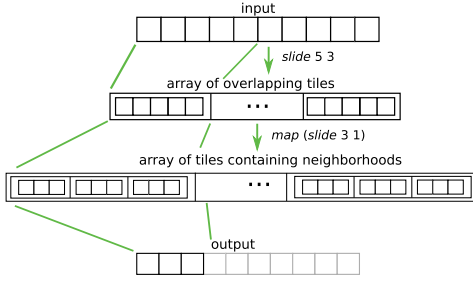 input
slide 5 3
array of overlapping tiles
...
map (slide 3 1)
array of tiles containing neighborhoods
...
output